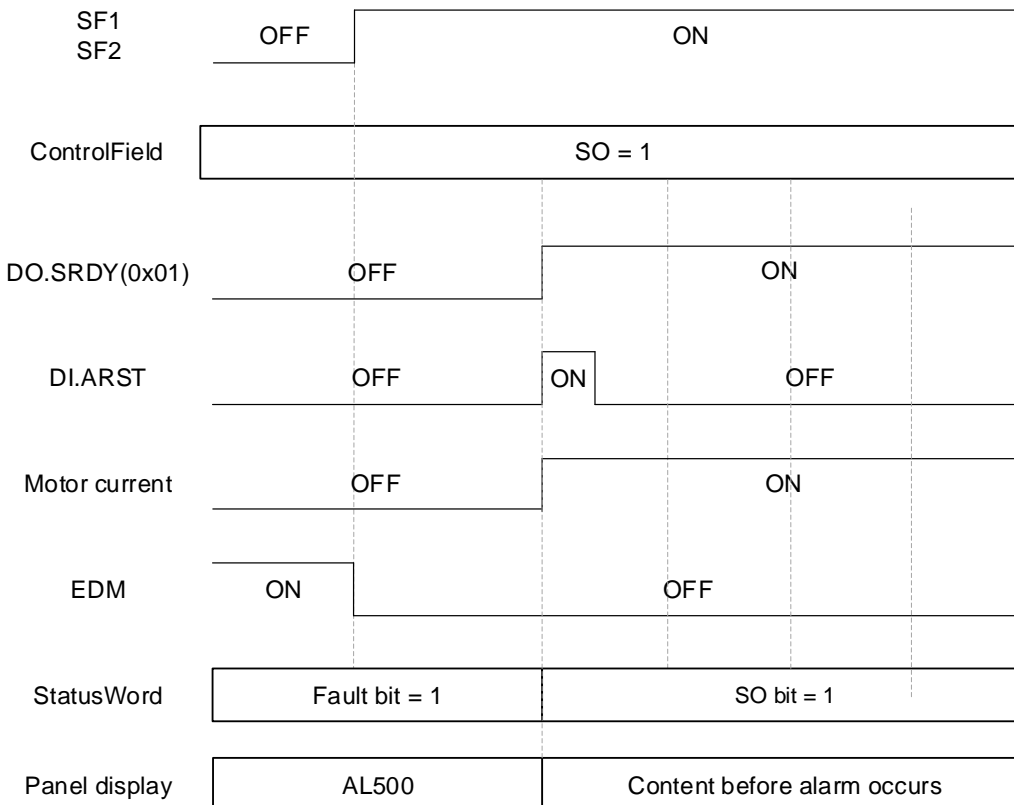 SF1
SF2
OFF
ON
ControlField
SO = 1
DO.SRDY(0x01)
OFF
ON
DI.ARST
OFF
ON
OFF
Motor current
OFF
ON
EDM
ON
OFF
StatusWord
Fault bit = 1
SO bit = 1
Panel display
AL500
Content before alarm occurs